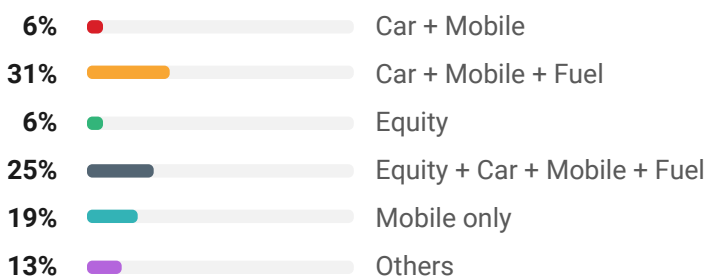 6% Car + Mobile
31% Car + Mobile + Fuel
6% Equity
25% Equity + Car + Mobile + Fuel
19% Mobile only
13% Others